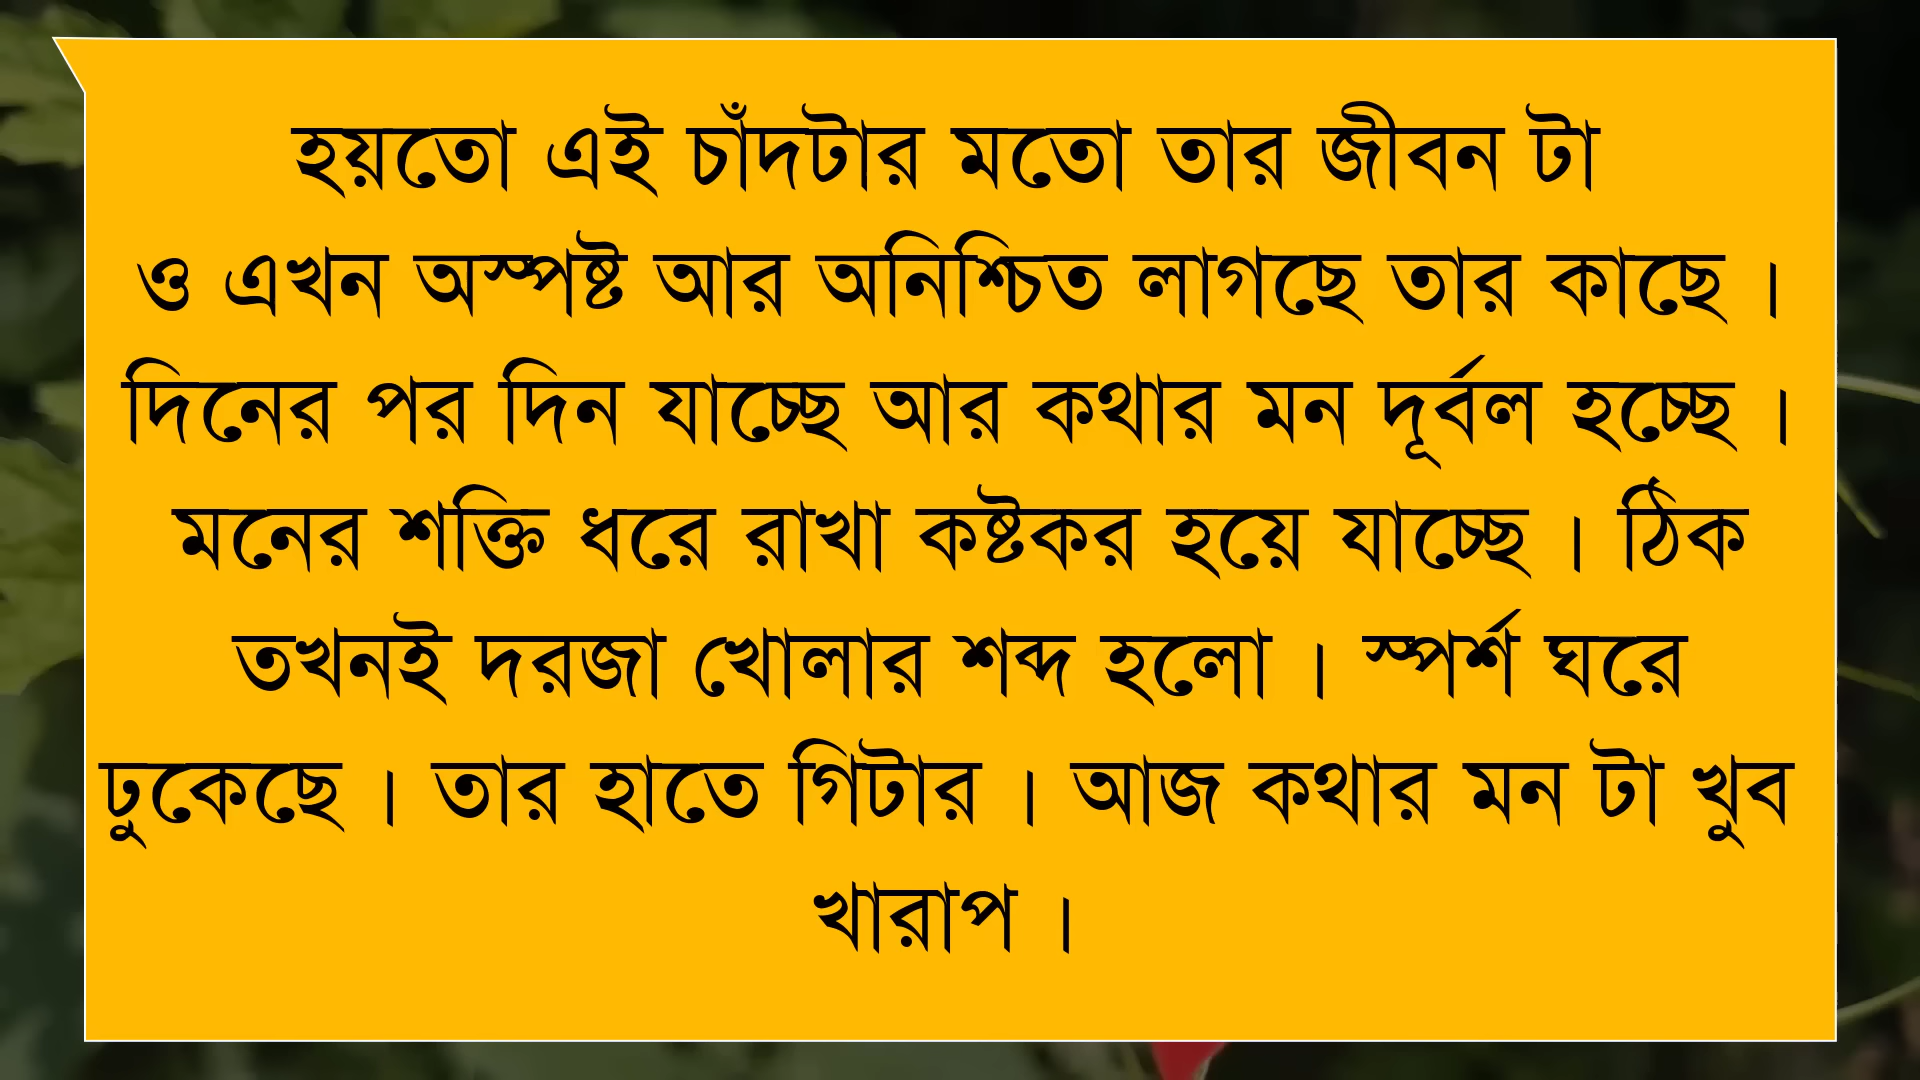 হয়তো এই চাঁদটার মতো তার জীবন টা
ও এখন অস্পষ্ট আর অনিশ্চিত লাগছে তার কাছে ।
দিনের পর দিন যাচ্ছে আর কথার মন দূর্বল হচ্ছে ।
মনের শক্তি ধরে রাখা কষ্টকর হয়ে যাচ্ছে । ঠিক
তখনই দরজা খোলার শব্দ হলো । স্পর্শ ঘরে
ঢুকেছে । তার হাতে গিটার । আজ কথার মন টা খুব
খারাপ ।